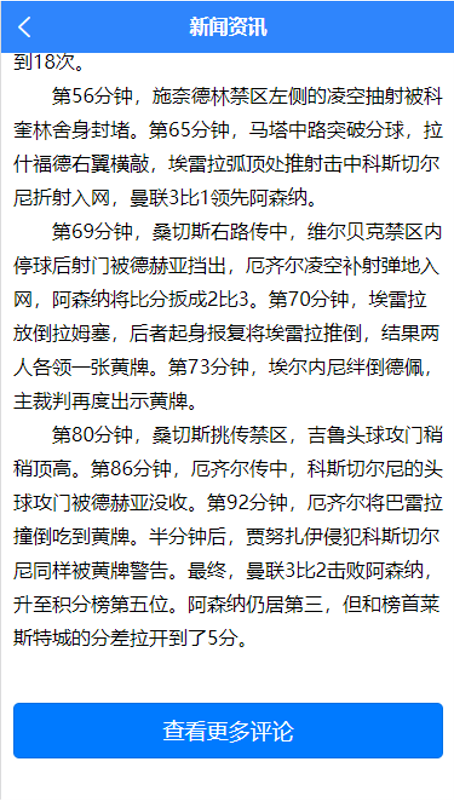 新闻资讯
到18次。
第56分钟，施奈德林禁区左侧的凌空抽射被科
奎林舍身封堵。第65分钟，马塔中路突破分球，拉
什福德右翼横敲，埃雷拉弧顶处推射击中科斯切尔
尼折射入网，曼联3比1领先阿森纳。
第69分钟，桑切斯右路传中，维尔贝克禁区内
停球后射门被德赫亚挡出，厄齐尔凌空补射弹地入
网，阿森纳将比分扳成2比3。第70分钟，埃雷拉
放倒拉姆塞，后者起身报复将埃雷拉推倒，结果两
人各领一张黄牌。第73分钟，埃尔内尼绊倒德佩，
主裁判再度出示黄牌。
第80分钟，桑切斯挑传禁区，吉鲁头球攻门稍
稍顶高。第86分钟，厄齐尔传中，科斯切尔尼的头
球攻门被德赫亚没收。第92分钟，厄齐尔将巴雷拉
撞倒吃到黄牌。半分钟后，贾努扎伊侵犯科斯切尔
尼同样被黄牌警告。最终，曼联3比2击败阿森纳，
升至积分榜第五位。阿森纳仍居第三，但和榜首莱
斯特城的分差拉开到了5分。
查看更多评论